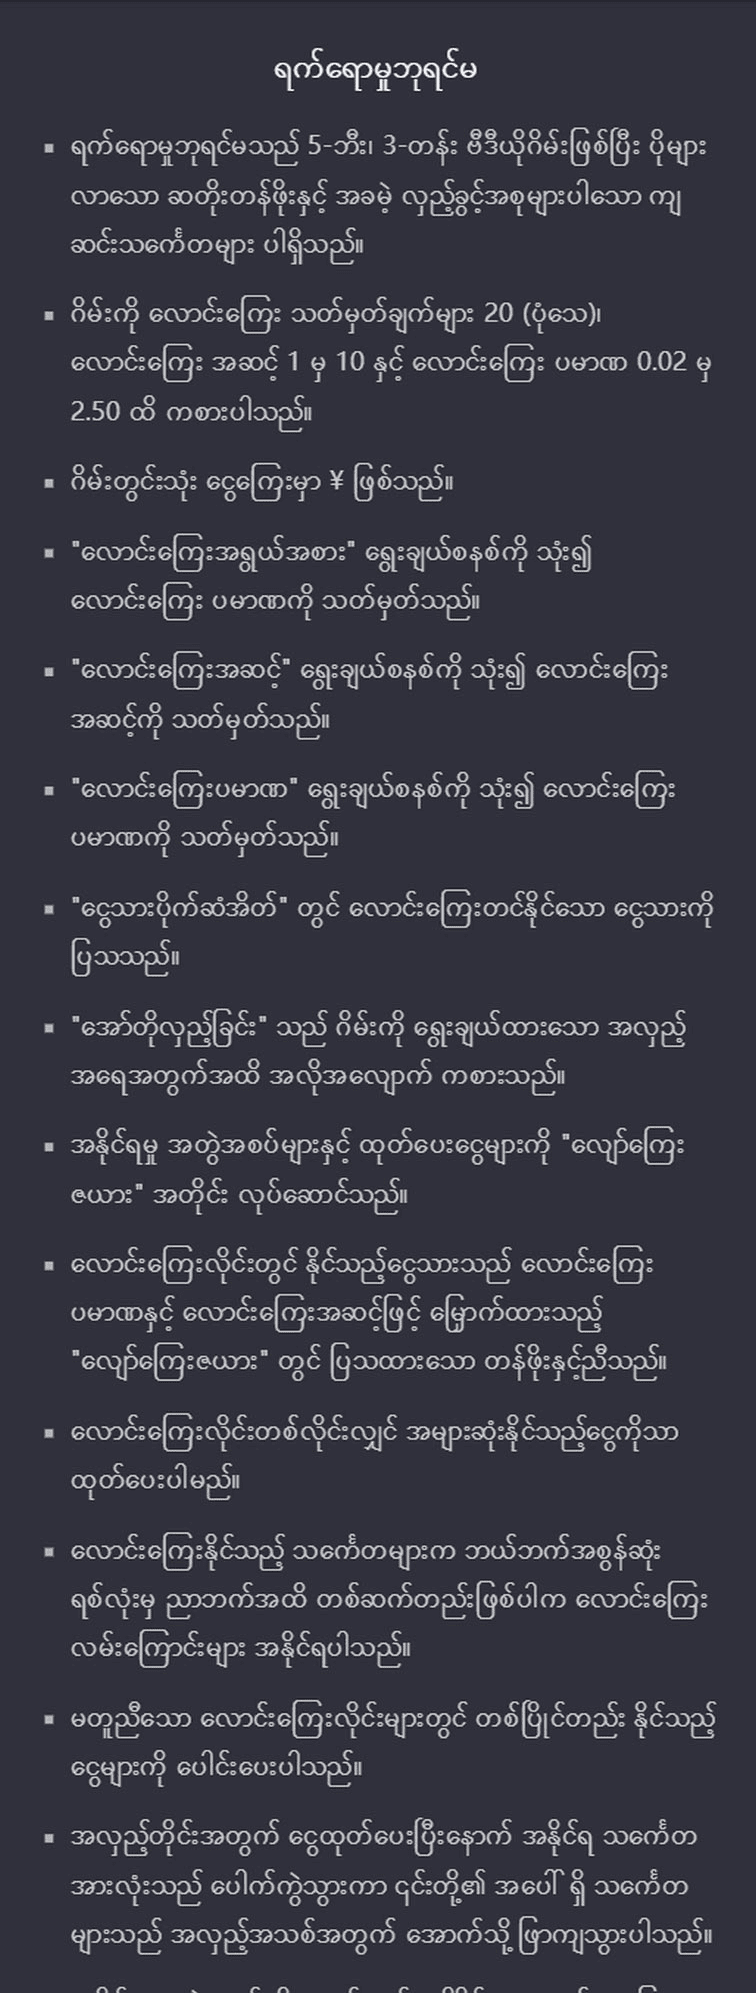 ရက်ရောမှုဘုရင်မ
▪ ရက်ရောမှုဘုရင်မသည် 5-ဘီး၊ 3-တန်း ဗီဒီယိုဂိမ်းဖြစ်ပြီး ပိုများ
လာသော ဆတိုးတန်ဖိုးနှင့် အခမဲ့ လှည့်ခွင့်အစုများပါသော ကျ
ဆင်းသင်္ကေတများ ပါရှိသည်။
▪ ဂိမ်းကို လောင်းကြေး သတ်မှတ်ချက်များ 20 (ပုံသေ)၊
လောင်းကြေး အဆင့် 1 မှ 10 နှင့် လောင်းကြေး ပမာဏ 0.02 မှ
2.50 ထိ ကစားပါသည်။
▪ ဂိမ်းတွင်းသုံး ငွေကြေးမှာ ¥ ဖြစ်သည်။
▪ "လောင်းကြေးအရွယ်အစား" ရွေးချယ်စနစ်ကို သုံး၍
လောင်းကြေး ပမာဏကို သတ်မှတ်သည်။
▪ "လောင်းကြေးအဆင့်" ရွေးချယ်စနစ်ကို သုံး၍ လောင်းကြေး
အဆင့်ကို သတ်မှတ်သည်။
▪ "လောင်းကြေးပမာဏ" ရွေးချယ်စနစ်ကို သုံး၍ လောင်းကြေး
ပမာဏကို သတ်မှတ်သည်။
▪ "ငွေသားပိုက်ဆံအိတ်" တွင် လောင်းကြေးတင်နိုင်သော ငွေသားကို
ပြသသည်။
▪ "အော်တိုလှည့်ခြင်း" သည် ဂိမ်းကို ရွေးချယ်ထားသော အလှည့်
အရေအတွက်အထိ အလိုအလျောက် ကစားသည်။
▪ အနိုင်ရမှု အတွဲအစပ်များနှင့် ထုတ်ပေးငွေများကို "လျော်ကြေး
ဇယား" အတိုင်း လုပ်ဆောင်သည်။
▪ လောင်းကြေးလိုင်းတွင် နိုင်သည့်ငွေသားသည် လောင်းကြေး
ပမာဏနှင့် လောင်းကြေးအဆင့်ဖြင့် မြှောက်ထားသည့်
"လျော်ကြေးဇယား" တွင် ပြသထားသော တန်ဖိုးနှင့်ညီသည်။
▪ လောင်းကြေးလိုင်းတစ်လိုင်းလျှင် အများဆုံးနိုင်သည့်ငွေကိုသာ
ထုတ်ပေးပါမည်။
▪ လောင်းကြေးနိုင်သည့် သင်္ကေတများက ဘယ်ဘက်အစွန်ဆုံး
ရစ်လုံးမှ ညာဘက်အထိ တစ်ဆက်တည်းဖြစ်ပါက လောင်းကြေး
လမ်းကြောင်းများ အနိုင်ရပါသည်။
▪ မတူညီသော လောင်းကြေးလိုင်းများတွင် တစ်ပြိုင်တည်း နိုင်သည့်
ငွေများကို ပေါင်းပေးပါသည်။
▪ အလှည့်တိုင်းအတွက် ငွေထုတ်ပေးပြီးနောက် အနိုင်ရ သင်္ကေတ
အားလုံးသည် ပေါက်ကွဲသွားကာ ၎င်းတို့၏ အပေါ် ရှိ သင်္ကေတ
များသည် အလှည့်အသစ်အတွက် အောက်သို့ ဖြာကျသွားပါသည်။